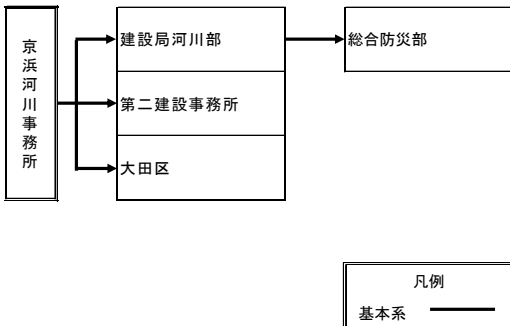 京浜河川事務所
建設局河川部
総合防災部
第二建設事務所
大田区
凡例
基本系